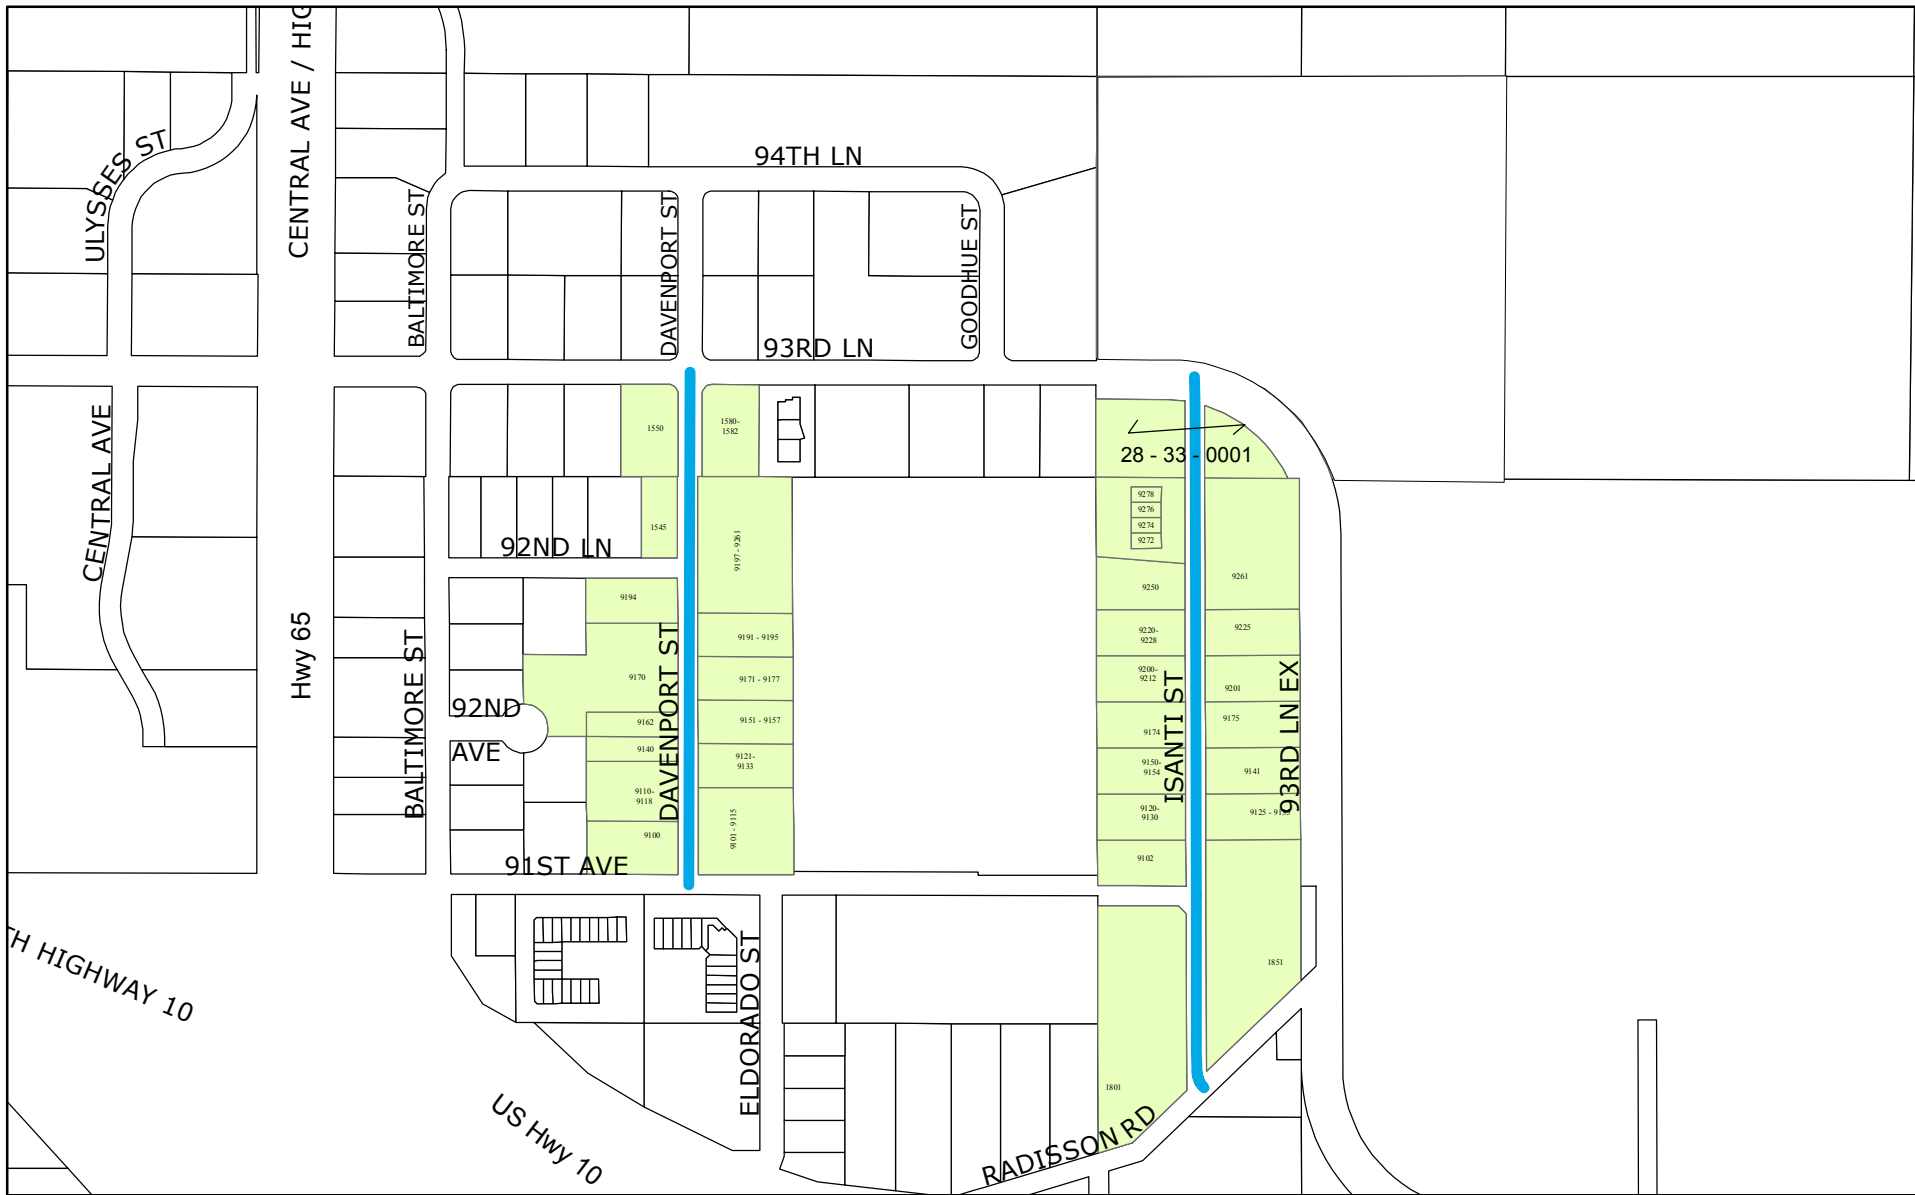 CENTRAL AVE / HIG
ULYSSES ST
94TH LN
BALTIMORE ST
DAVENPORT ST
GOODHUE ST
93RD LN
CENTRAL AVE
1550
1580-
1582
28 - 33 - 0001
9278
9276
9274
9272
1545
92ND LN
9197 - 9261
9250
9261
9194
9191 - 9195
9220-
9228
9225
Hwy 65
BALTIMORE ST
DAVENPORT ST
9170
9171 - 9177
9200-
9212
9201
ISANTI ST
93RD LN EX
92ND
AVE
9162
9151 - 9157
9174
9175
9140
9121-
9133
9150-
9154
9141
9110-
9118
9120-
9130
9125 - 9135
9100
9101 - 9115
9102
91ST AVE
TH HIGHWAY 10
ELDORADO ST
1851
1801
US Hwy 10
RADISSON RD